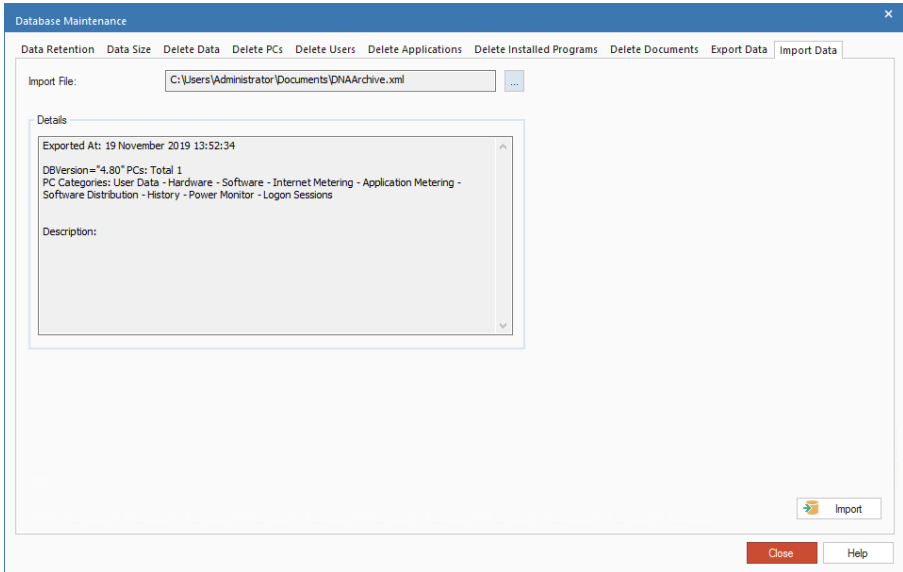 Database Maintenance
Data Retention Data Size Delete Data Delete PCs Delete Users Delete Applications Delete Installed Programs Delete Documents Export Data Import Data
Import File: C:\Users\Administrator\Documents\DNAArchive.xml ...
Details
Exported At: 19 November 2019 13:52:34
DBVersion="4.80" PCs: Total 1
PC Categories: User Data - Hardware - Software - Internet Metering - Application Metering -
Software Distribution - History - Power Monitor - Logon Sessions
Description:
Import
Close Help